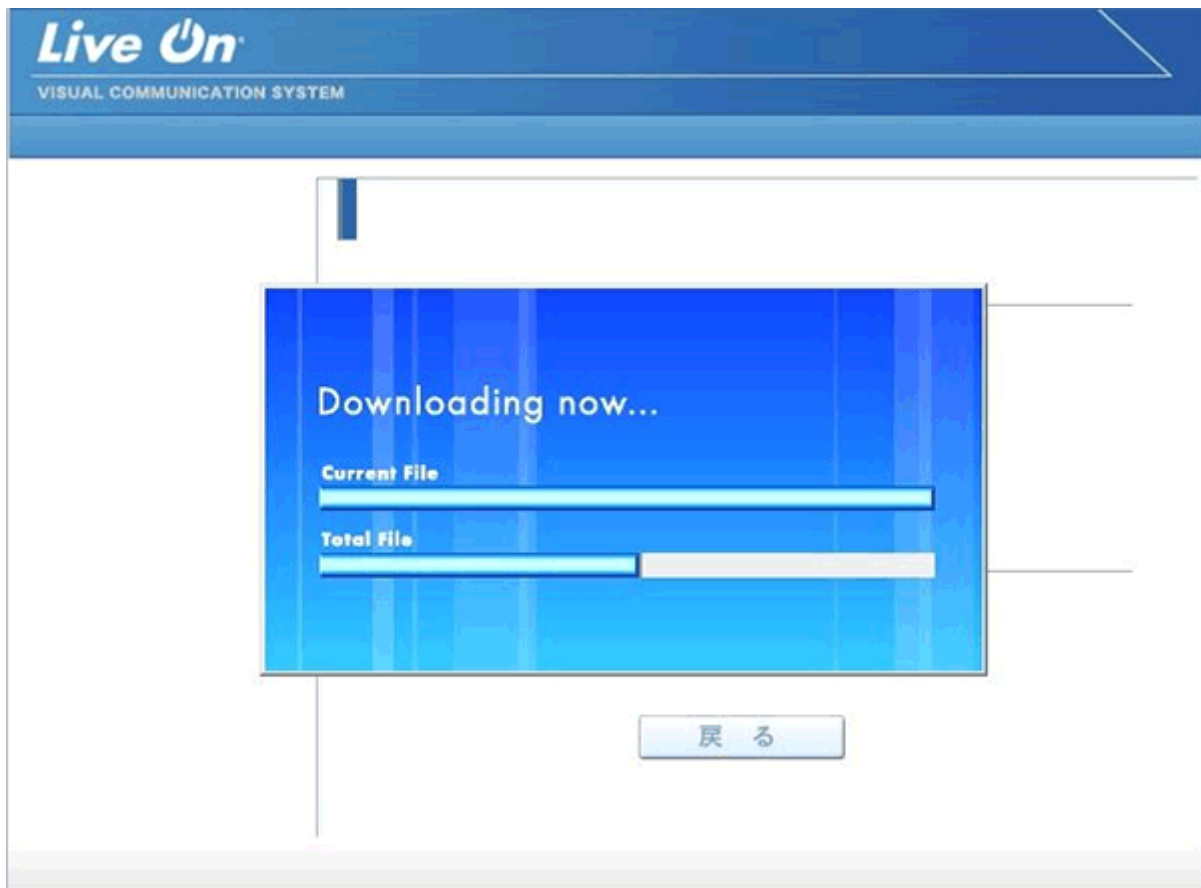 Live On
VISUAL COMMUNICATION SYSTEM
Downloading now...
Current File
Total File
戻 る